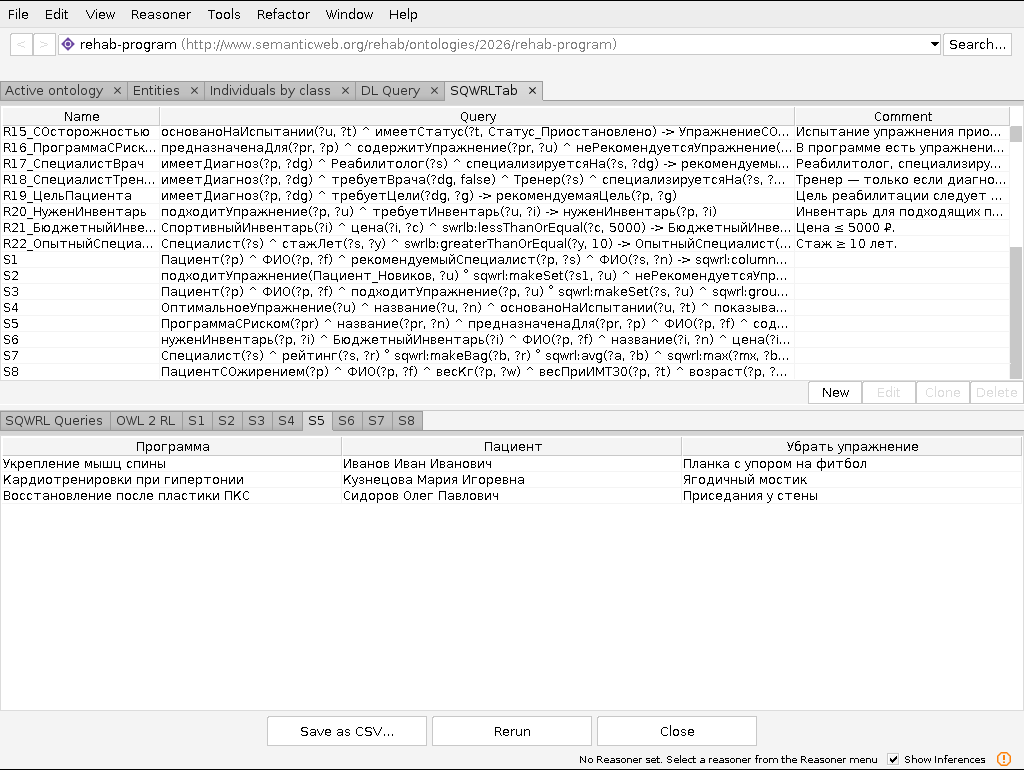 File Edit View Reasoner Tools Refactor Window Help
< > rehab-program (http://www.semanticweb.org/rehab/ontologies/2026/rehab-program) Search...
Active ontology × Entities × Individuals by class × DL Query × SQWRLTab ×
Name Query Comment
R15_СОсторожностью основаноНаИспытании(?u, ?t) ^ имеетСтатус(?t, Статус_Приостановлено) -> УпражнениеСО... Испытание упражнения прио...
R16_ПрограммаСРиск... предназначенаДля(?pr, ?p) ^ содержитУпражнение(?pr, ?u) ^ неРекомендуетсяУпражнение(... В программе есть упражнени...
R17_СпециалистВрач имеетДиагноз(?p, ?dg) ^ Реабилитолог(?s) ^ специализируетсяНа(?s, ?dg) -> рекомендуемы... Реабилитолог, специализиру...
R18_СпециалистТрен... имеетДиагноз(?p, ?dg) ^ требуетВрача(?dg, false) ^ Тренер(?s) ^ специализируетсяНа(?s, ?... Тренер — только если диагно...
R19_ЦельПациента имеетДиагноз(?p, ?dg) ^ требуетЦели(?dg, ?g) -> рекомендуемаяЦель(?p, ?g) Цель реабилитации следует ...
R20_НуженИнвентарь подходитУпражнение(?p, ?u) ^ требуетИнвентарь(?u, ?i) -> нуженИнвентарь(?p, ?i) Инвентарь для подходящих п...
R21_БюджетныйИнве... СпортивныйИнвентарь(?i) ^ цена(?i, ?c) ^ swrlb:lessThanOrEqual(?c, 5000) -> БюджетныйИнве... Цена ≤ 5000 ₽.
R22_ОпытныйСпециа... Специалист(?s) ^ стажЛет(?s, ?y) ^ swrlb:greaterThanOrEqual(?y, 10) -> ОпытныйСпециалист(... Стаж ≥ 10 лет.
S1 Пациент(?p) ^ ФИО(?p, ?f) ^ рекомендуемыйСпециалист(?p, ?s) ^ ФИО(?s, ?n) -> sqwrl:column...
S2 подходитУпражнение(Пациент_Новиков, ?u) ° sqwrl:makeSet(?s1, ?u) ^ неРекомендуетсяУпр...
S3 Пациент(?p) ^ ФИО(?p, ?f) ^ подходитУпражнение(?p, ?u) ° sqwrl:makeSet(?s, ?u) ^ sqwrl:grou...
S4 ОптимальноеУпражнение(?u) ^ название(?u, ?n) ^ основаноНаИспытании(?u, ?t) ^ показыва...
S5 ПрограммаСРиском(?pr) ^ название(?pr, ?n) ^ предназначенаДля(?pr, ?p) ^ ФИО(?p, ?f) ^ сод...
S6 нуженИнвентарь(?p, ?i) ^ БюджетныйИнвентарь(?i) ^ ФИО(?p, ?f) ^ название(?i, ?n) ^ цена(?i...
S7 Специалист(?s) ^ рейтинг(?s, ?r) ° sqwrl:makeBag(?b, ?r) ° sqwrl:avg(?a, ?b) ^ sqwrl:max(?mx, ?b...
S8 ПациентСОжирением(?p) ^ ФИО(?p, ?f) ^ весКг(?p, ?w) ^ весПриИМТ30(?p, ?t) ^ возраст(?p, ?...
New Edit Clone Delete
SQWRL Queries OWL 2 RL S1 S2 S3 S4 S5 S6 S7 S8
Программа Пациент Убрать упражнение
Укрепление мышц спины Иванов Иван Иванович Планка с упором на фитбол
Кардиотренировки при гипертонии Кузнецова Мария Игоревна Ягодичный мостик
Восстановление после пластики ПКС Сидоров Олег Павлович Приседания у стены
Save as CSV... Rerun Close
No Reasoner set. Select a reasoner from the Reasoner menu Show Inferences